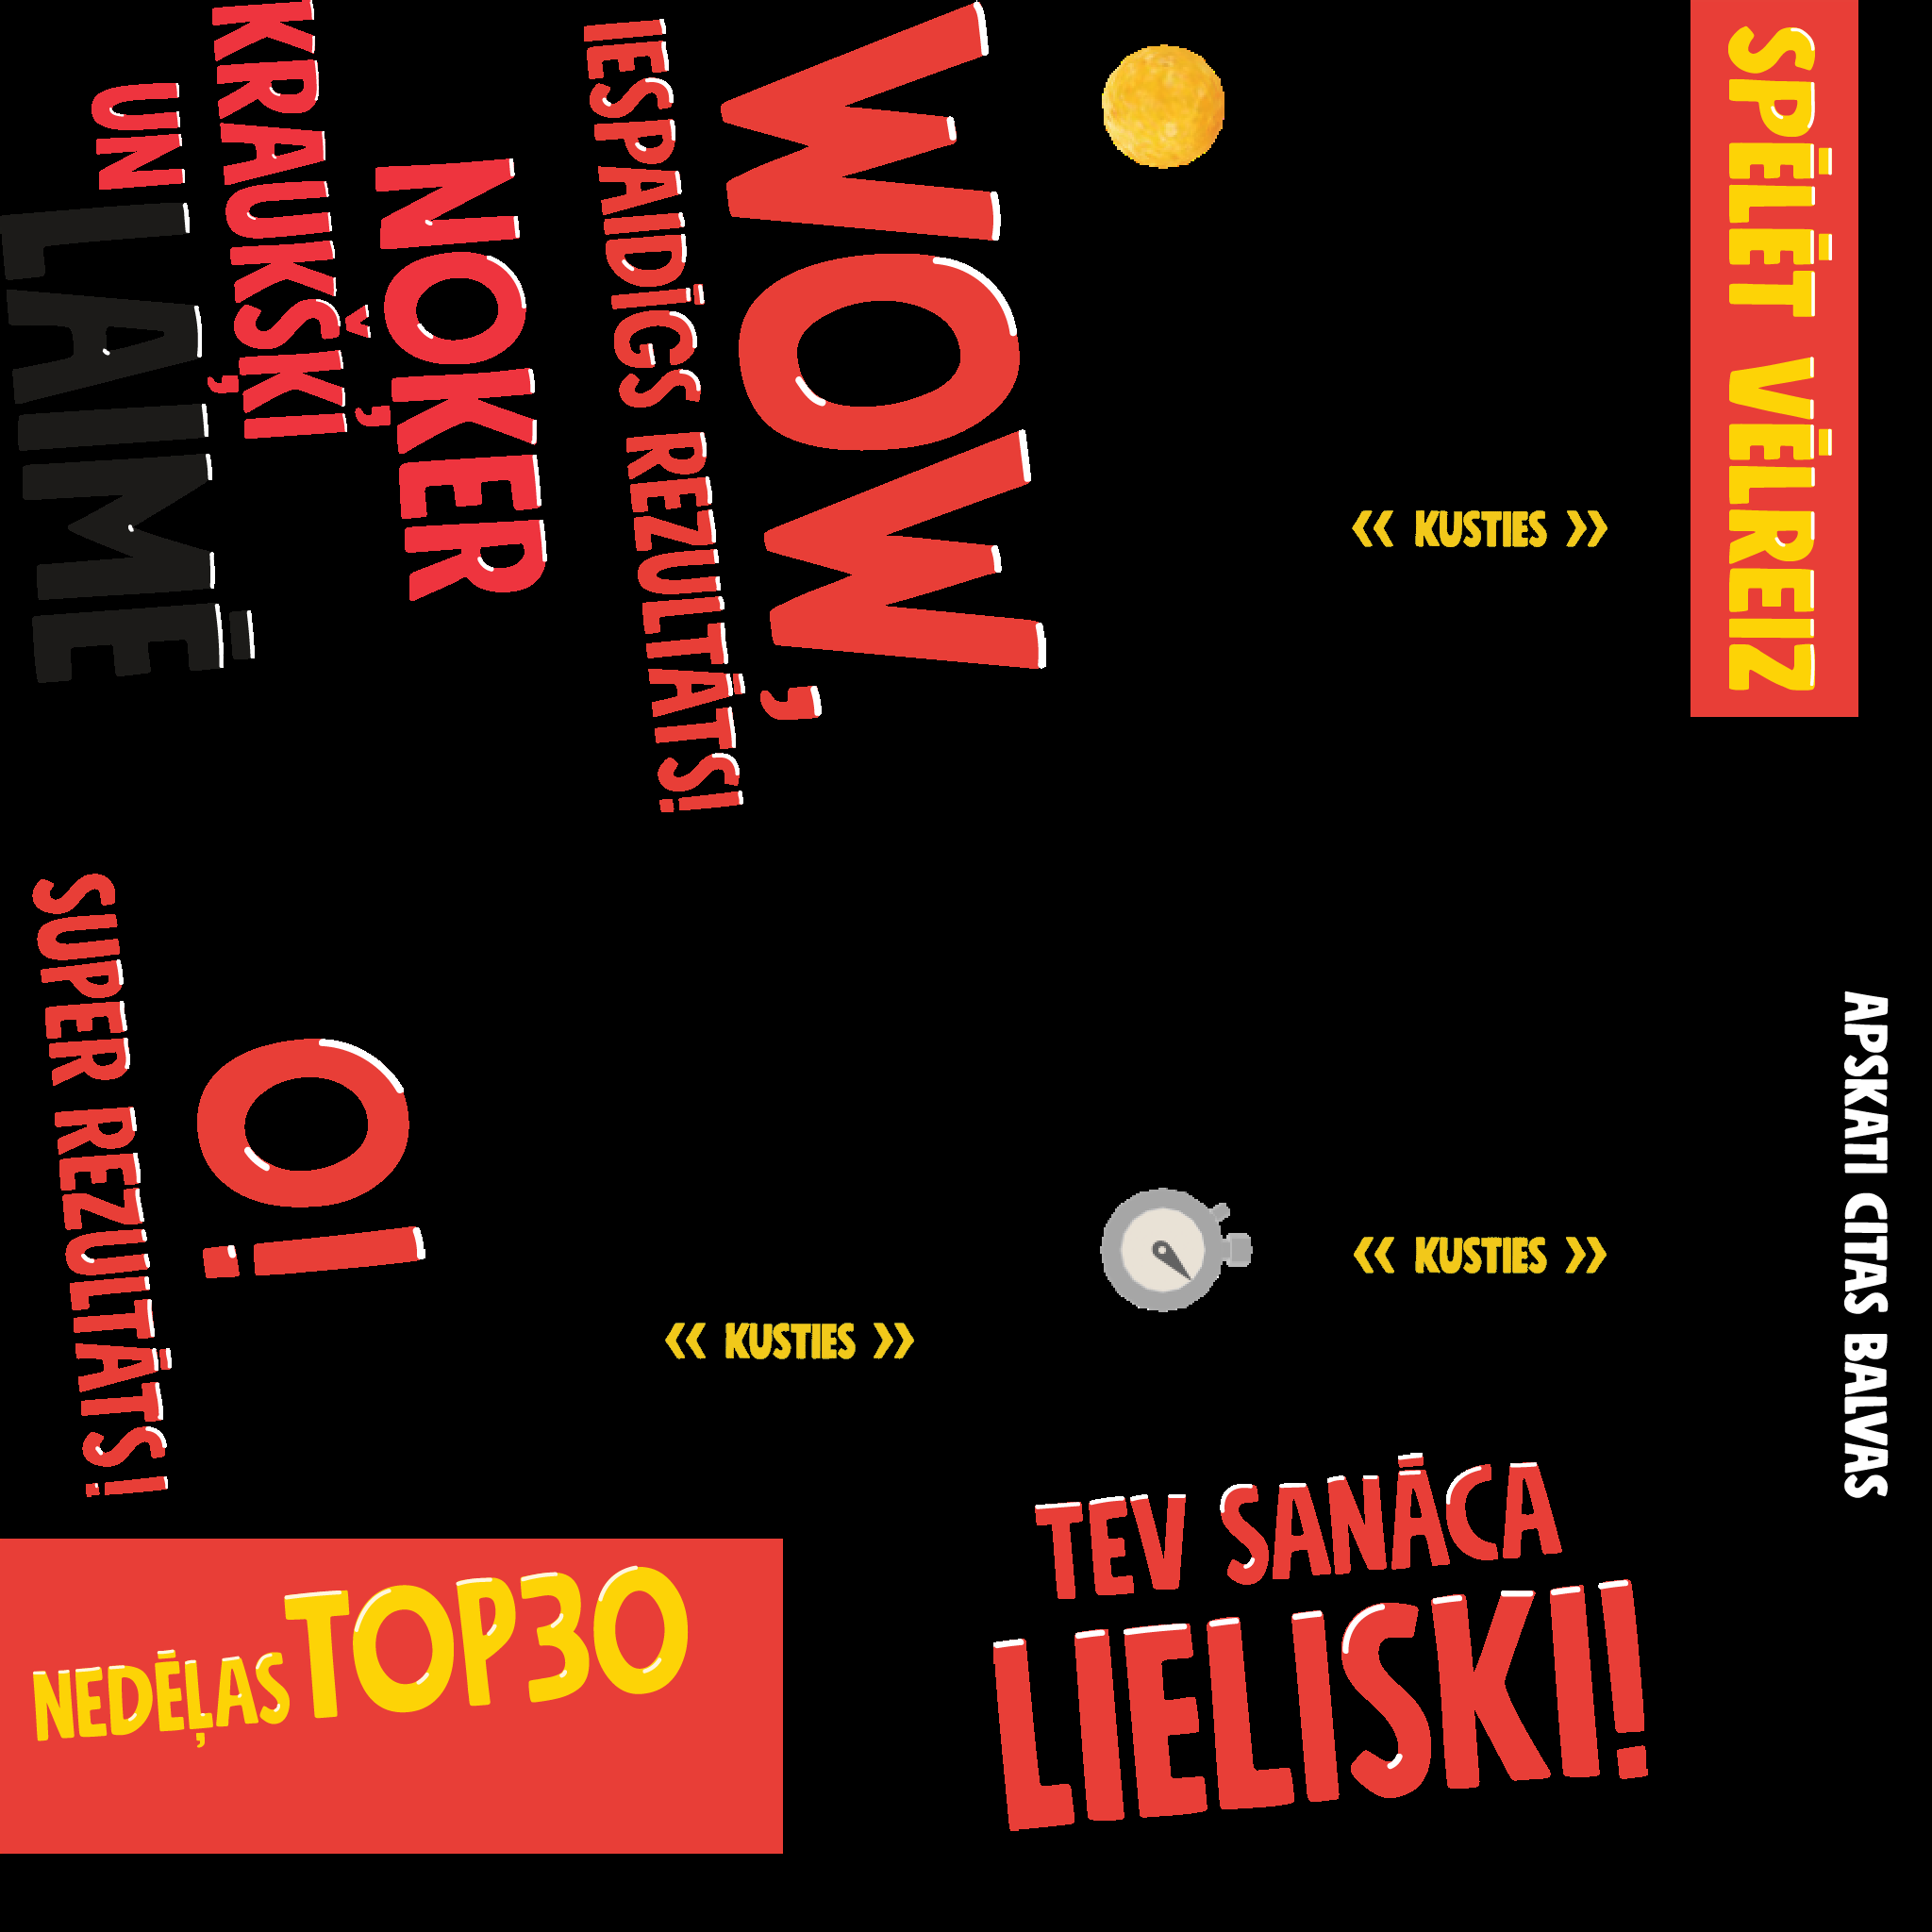 NOĶER
KRAUKŠĶI
UN
LAIMĒ
WOW,
IESPAIDĪGS REZULTĀTS!
<< KUSTIES >>
SPĒLĒT VĒLREIZ
O!
SUPER REZULTĀTS!
<< KUSTIES >>
<< KUSTIES >>
APSKATI CITAS BALVAS
NEDĒĻAS TOP30
TEV SANĀCA
LIELISKI!